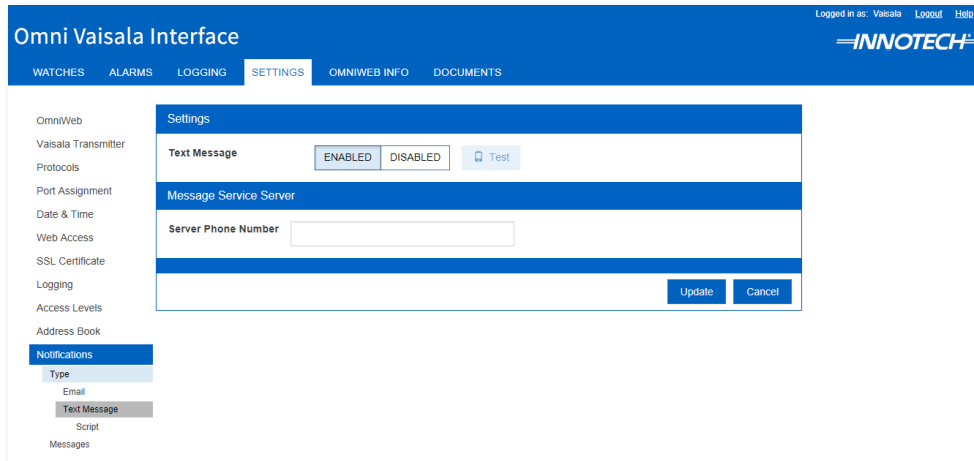 Logged in as: Vaisala Logout Help
Omni Vaisala Interface
INNOTECH
WATCHES ALARMS LOGGING SETTINGS OMNIWEB INFO DOCUMENTS
OmniWeb
Vaisala Transmitter
Protocols
Port Assignment
Date & Time
Web Access
SSL Certificate
Logging
Access Levels
Address Book
Notifications
Type
Email
Text Message
Script
Messages
Settings
Text Message ENABLED DISABLED Test
Message Service Server
Server Phone Number
Update Cancel